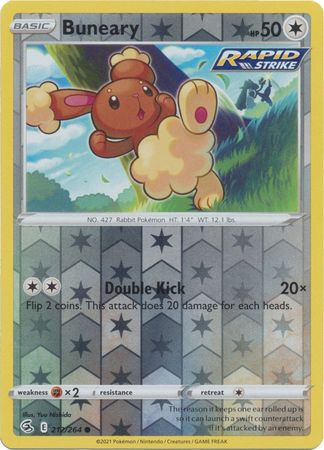 BASIC Buneary HP 50
RAPID
STRIKE
NO. 427 Rabbit Pokémon HT: 1'4" WT: 12.1 lbs.
Double Kick 20×
Flip 2 coins. This attack does 20 damage for each heads.
weakness ×2 resistance retreat
Illus. Yuu Nishida
E 217/264
The reason it keeps one ear rolled up is
so it can launch a swift counterattack
if it's attacked by an enemy.
©2021 Pokémon / Nintendo / Creatures / GAME FREAK